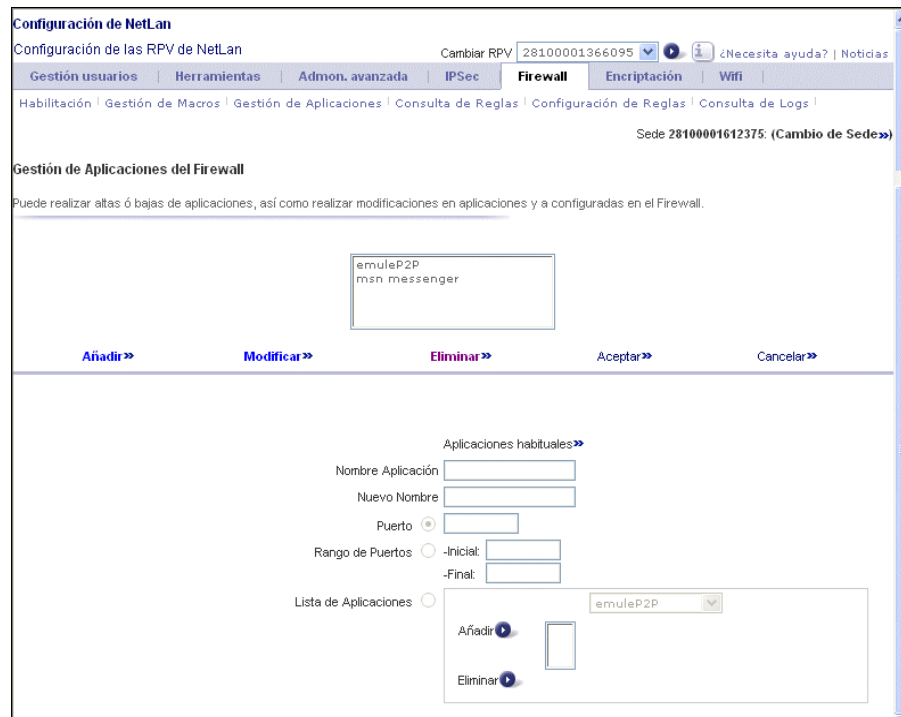 Configuración de NetLan
Configuración de las RPV de NetLan
Cambiar RPV 28100001366095 i ¿Necesita ayuda? | Noticias
Gestión usuarios | Herramientas | Admon. avanzada | IPSec Firewall Encriptación | Wifi |
Habilitación | Gestión de Macros | Gestión de Aplicaciones | Consulta de Reglas | Configuración de Reglas | Consulta de Logs |
Sede 28100001612375: (Cambio de Sede»)
Gestión de Aplicaciones del Firewall
Puede realizar altas ó bajas de aplicaciones, así como realizar modificaciones en aplicaciones y a configuradas en el Firewall.
emuleP2P
msn messenger
Añadir» Modificar» Eliminar» Aceptar» Cancelar»
Aplicaciones habituales»
Nombre Aplicación
Nuevo Nombre
Puerto
Rango de Puertos -Inicial:
-Final:
Lista de Aplicaciones emuleP2P
Añadir
Eliminar